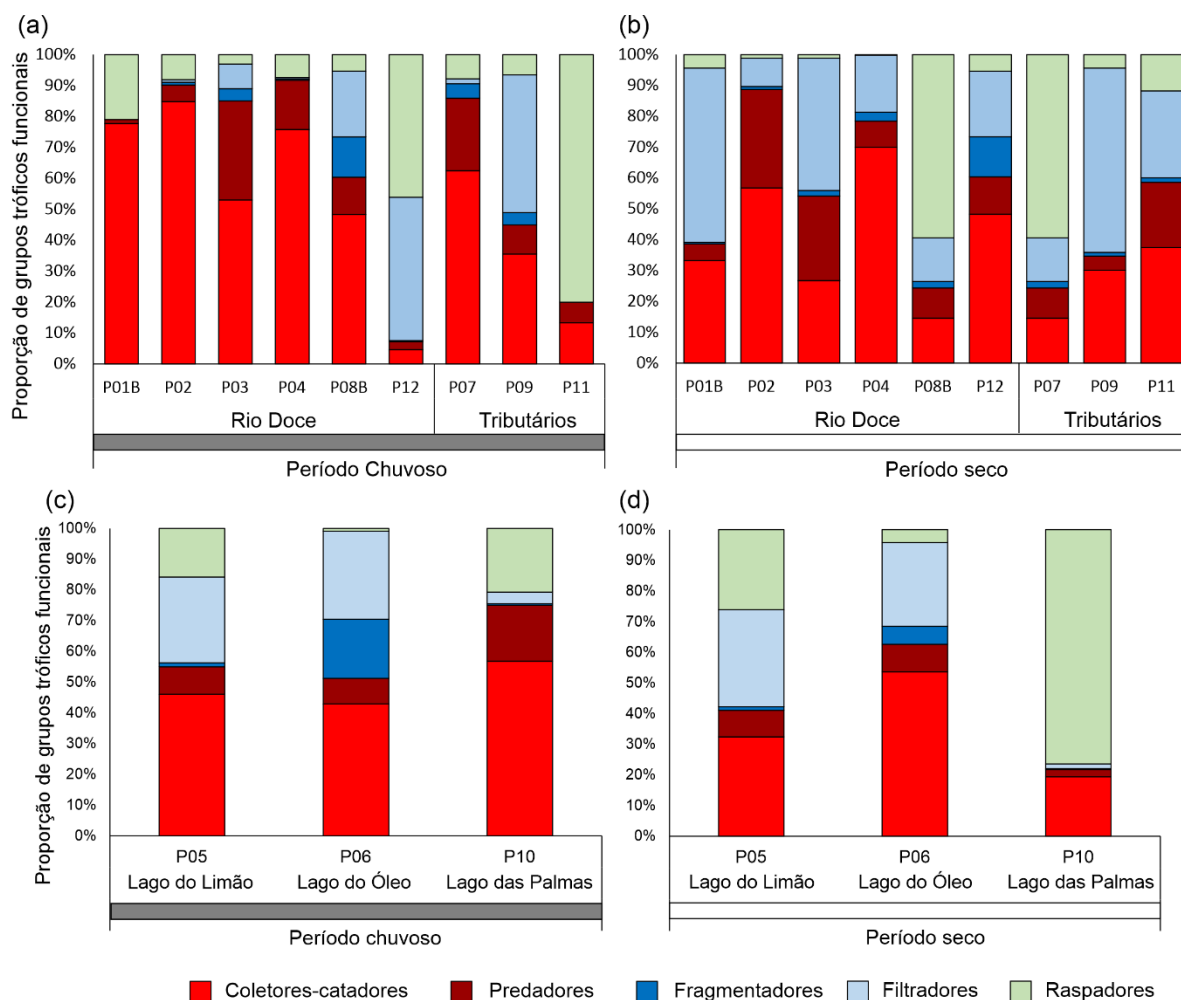 (a)
Proporção de grupos tróficos funcionais
100%
90%
80%
70%
60%
50%
40%
30%
20%
10%
0%
P01B P02 P03 P04 P08B P12 P07 P09 P11
Rio Doce Tributários
Período Chuvoso
(b)
100%
90%
80%
70%
60%
50%
40%
30%
20%
10%
0%
P01B P02 P03 P04 P08B P12 P07 P09 P11
Rio Doce Tributários
Período seco
(c)
Proporção de grupos tróficos funcionais
100%
90%
80%
70%
60%
50%
40%
30%
20%
10%
0%
P05 P06 P10
Lago do Limão Lago do Óleo Lago das Palmas
Período chuvoso
(d)
100%
90%
80%
70%
60%
50%
40%
30%
20%
10%
0%
P05 P06 P10
Lago do Limão Lago do Óleo Lago das Palmas
Período seco
Coletores-catadores Predadores Fragmentadores Filtradores Raspadores